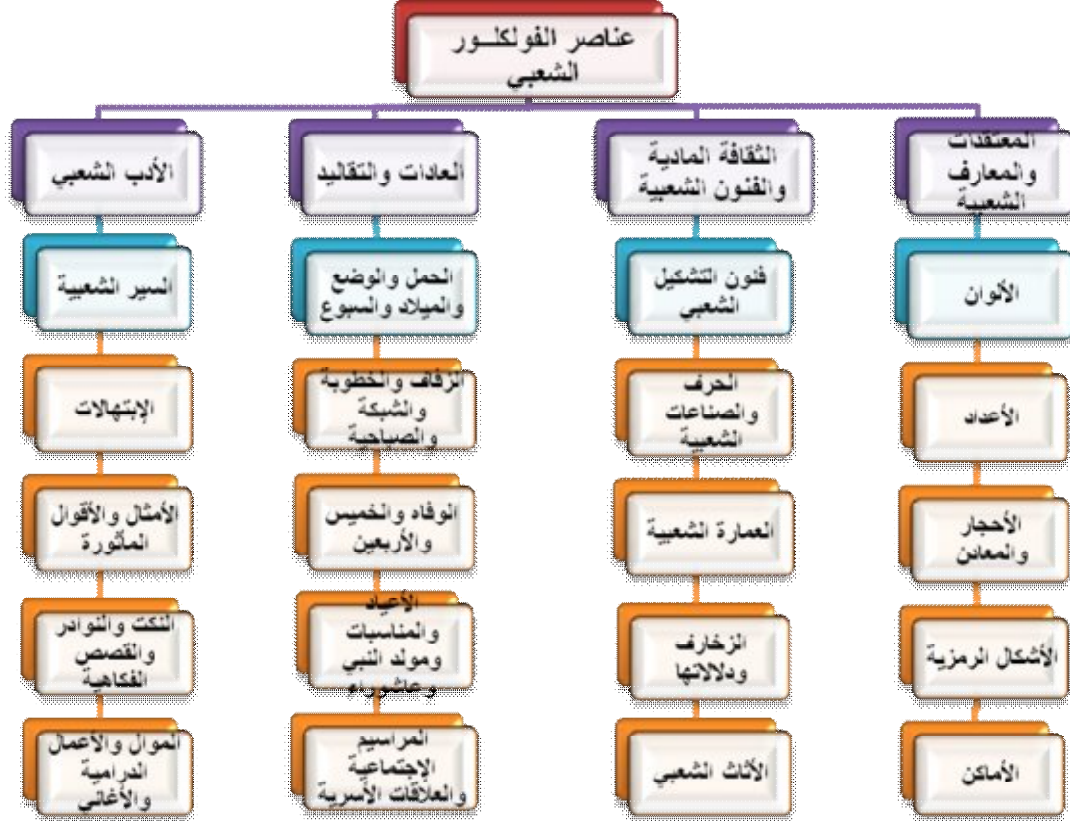 عناصر الفولكلـــور
الشعبي
المعتقدات
والمعارف
الشعبية
الثقافة المادية
والفنون الشعبية
العادات والتقاليد
الأدب الشعبي
الألوان
فنون التشكيل
الشعبي
الحمل والوضع
والميلاد والسبوع
السير الشعبية
الأعداد
الحرف
والصناعات
الشعبية
الزفاف والخطوبة
والشبكة
والصباحية
الإبتهالات
الأحجار
والمعادن
العمارة الشعبية
الوفاه والخميس
والأربعين
الأمثال والأقوال
المأثورة
الأشكال الرمزية
الزخارف
ودلالاتها
الأعياد
والمناسبات
ومولد النبي
وعاشوراء
النكت والنوادر
والقصص
الفكاهية
الأماكن
الأثاث الشعبي
المراسيم
الإجتماعية
والعلاقات الأسرية
الموال والأعمال
الدرامية
والأغاني